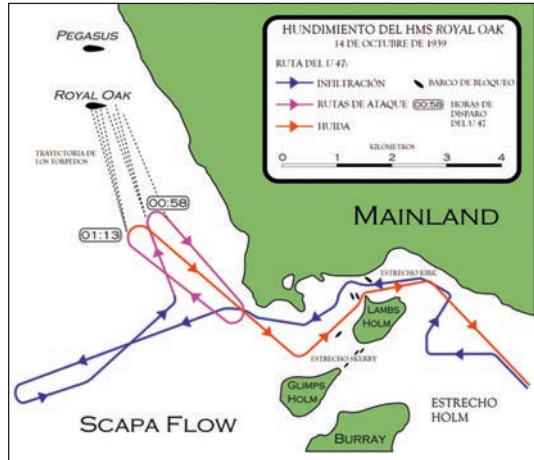 HUNDIMIENTO DEL HMS ROYAL OAK
14 DE OCTUBRE DE 1939
RUTA DEL U 47:
INFILTRACIÓN
BARCO DE BLOQUEO
RUTAS DE ATAQUE
00:58
HORAS DE
DISPARO
DEL U 47
HUIDA
KILÓMETROS
0 1 2 3 4
PEGASUS
ROYAL OAK
TRAYECTORIA DE
LOS TORPEDOS
00:58
01:13
MAINLAND
ESTRECHO KIRK
LAMBS
HOLM
ESTRECHO SKERRY
GLIMPS
HOLM
ESTRECHO
HOLM
SCAPA FLOW
BURRAY